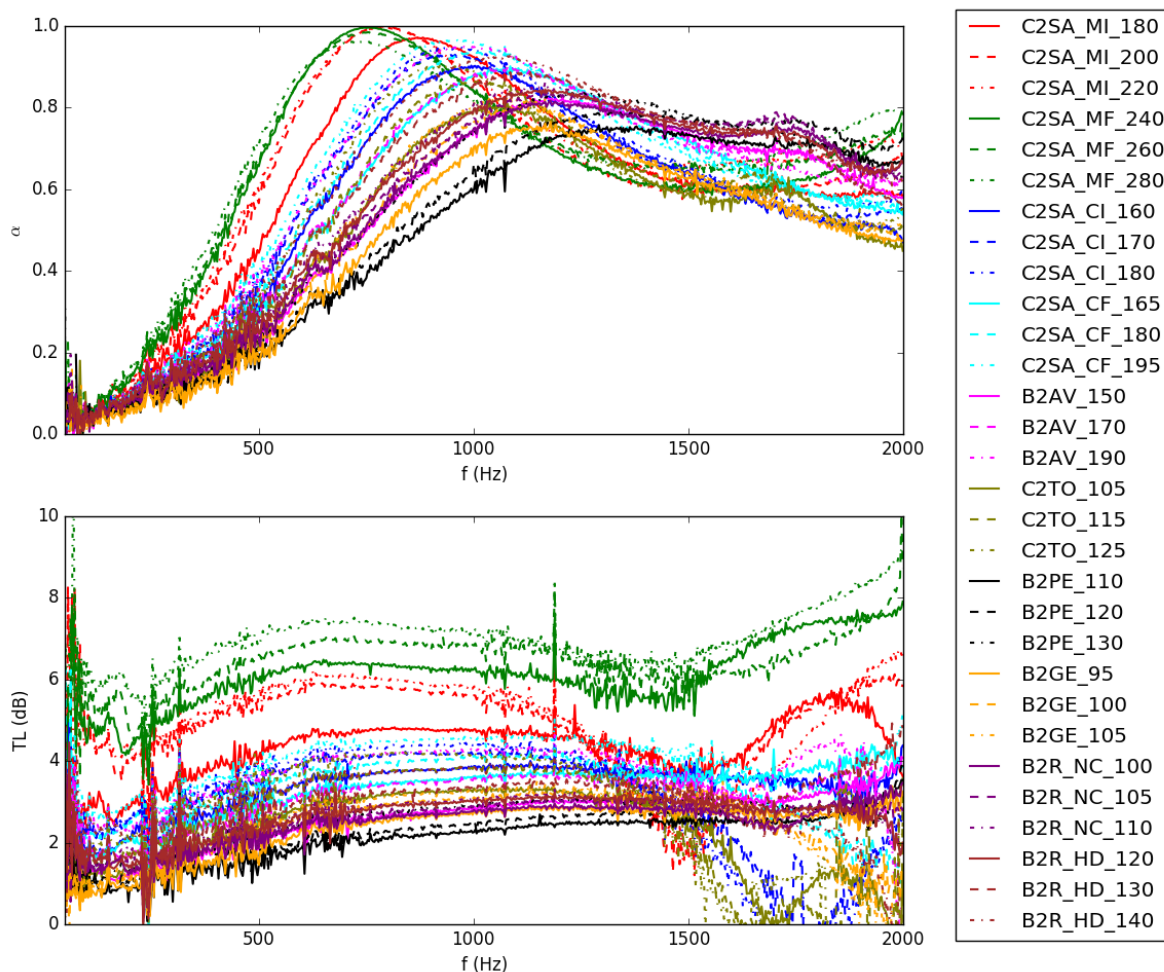 1.0
0.8
0.6
0.4
0.2
0.0
α
500
1000
1500
2000
f (Hz)
10
8
6
4
2
0
TL (dB)
500
1000
1500
2000
f (Hz)
C2SA_MI_180
C2SA_MI_200
C2SA_MI_220
C2SA_MF_240
C2SA_MF_260
C2SA_MF_280
C2SA_CI_160
C2SA_CI_170
C2SA_CI_180
C2SA_CF_165
C2SA_CF_180
C2SA_CF_195
B2AV_150
B2AV_170
B2AV_190
C2TO_105
C2TO_115
C2TO_125
B2PE_110
B2PE_120
B2PE_130
B2GE_95
B2GE_100
B2GE_105
B2R_NC_100
B2R_NC_105
B2R_NC_110
B2R_HD_120
B2R_HD_130
B2R_HD_140